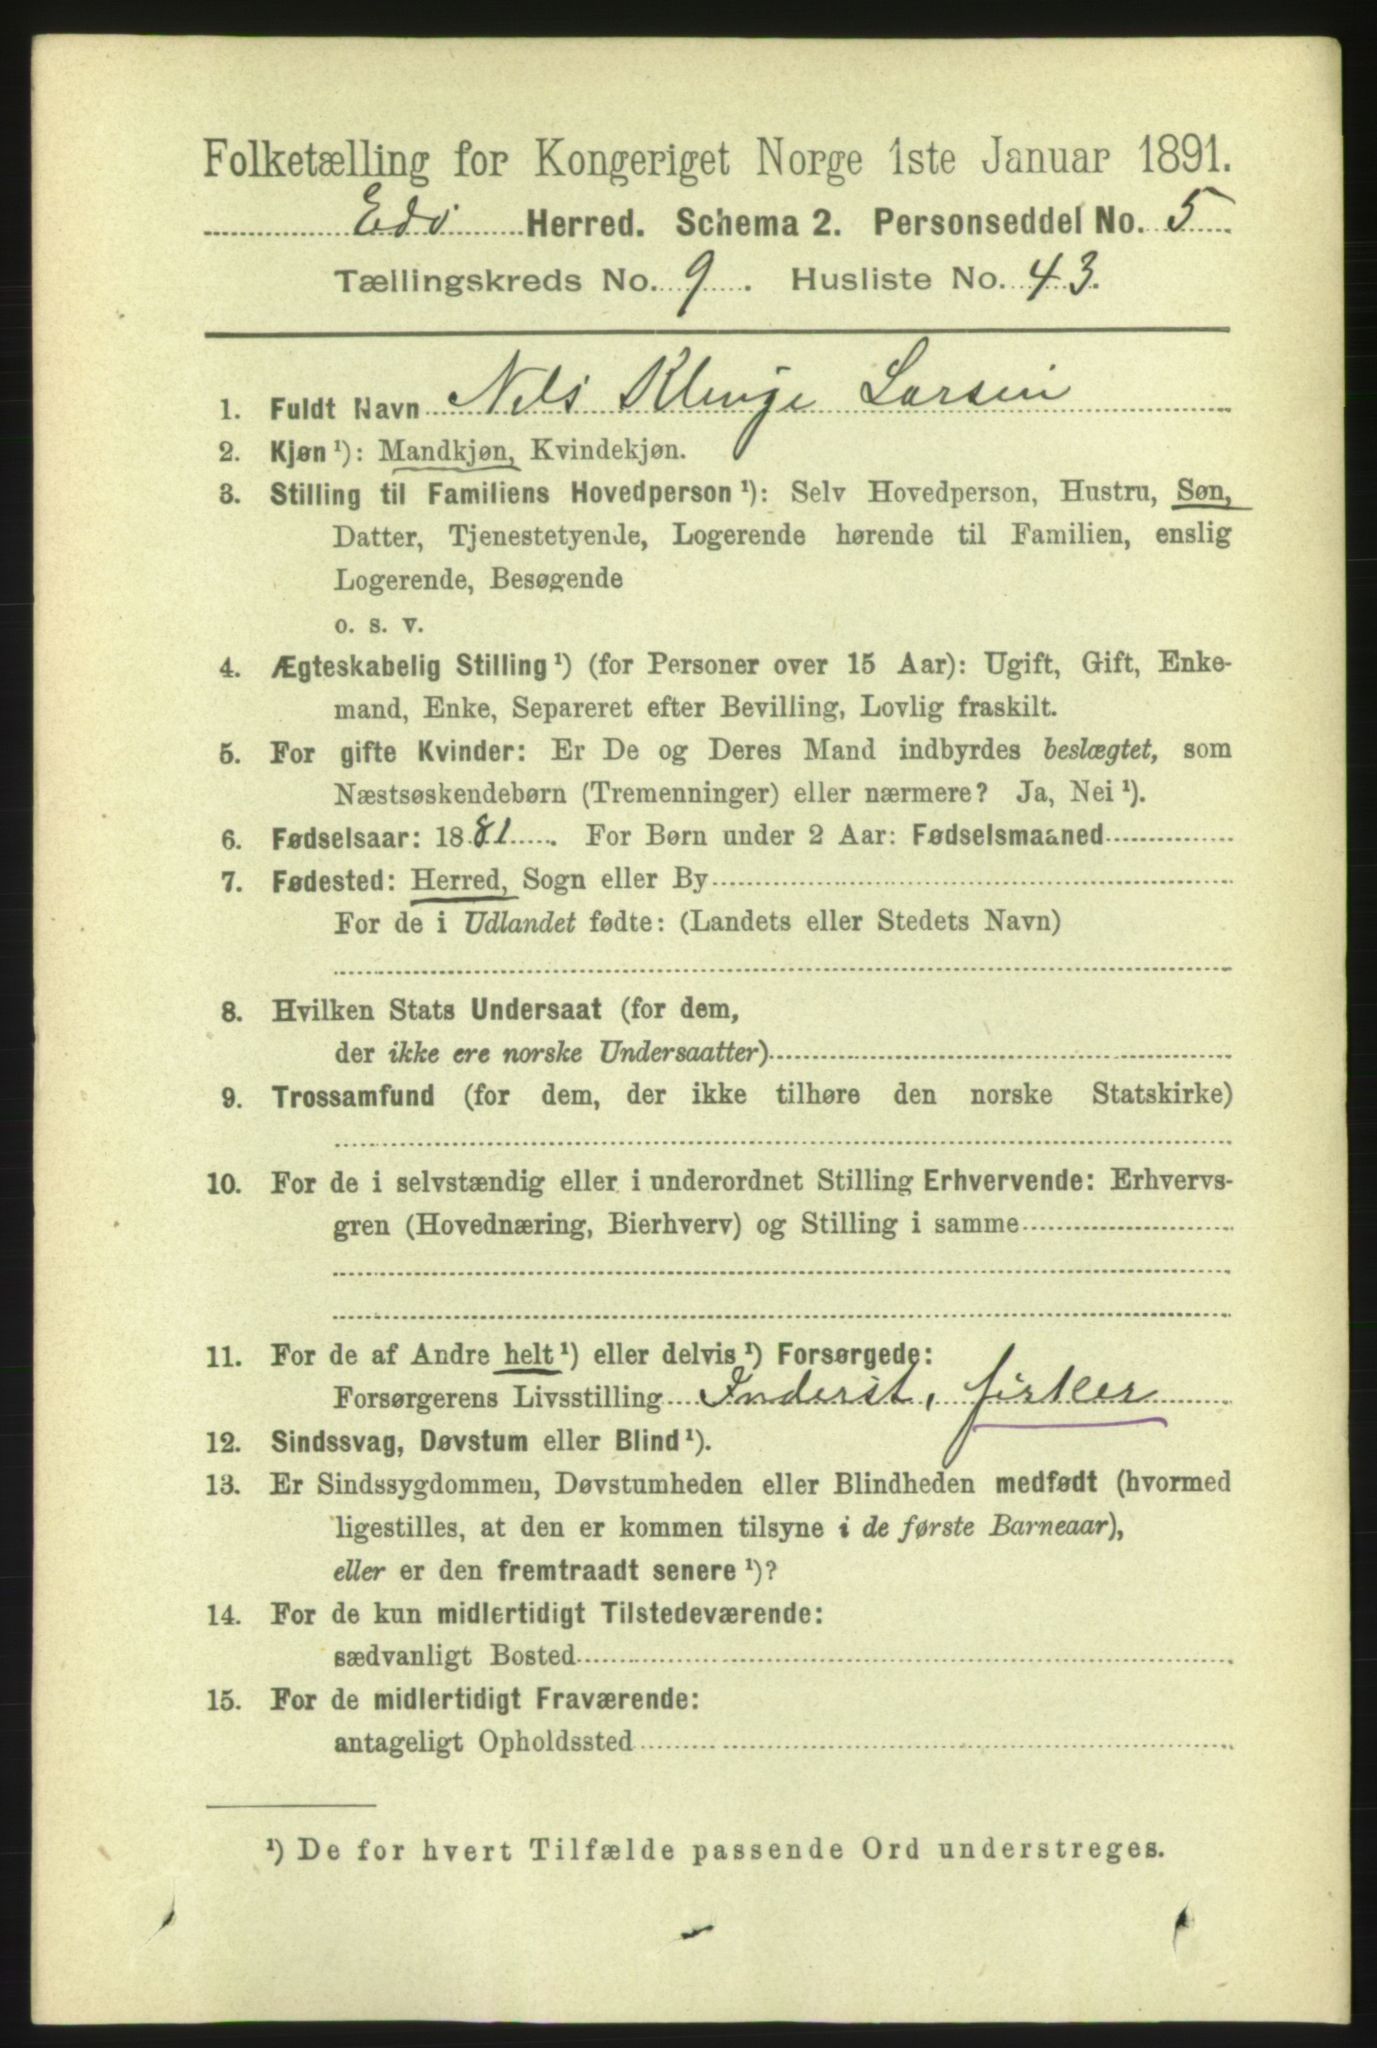 Folketælling for Kongeriget Norge 1ste Januar 1891.
Edø Herred. Schema 2. Personseddel No. 5
Tællingskreds No. 9. Husliste No. 43.
1. Fuldt Navn Nels Klinge Larsen
2. Kjøn ¹): Mandkjøn, Kvindekjøn.
3. Stilling til Familiens Hovedperson ¹): Selv Hovedperson, Hustru, Søn,
Datter, Tjenestetyende, Logerende hørende til Familien, enslig
Logerende, Besøgende
o. s. v.
4. Ægteskabelig Stilling ¹) (for Personer over 15 Aar): Ugift, Gift, Enke-
mand, Enke, Separeret efter Bevilling, Lovlig fraskilt.
5. For gifte Kvinder: Er De og Deres Mand indbyrdes beslægtet, som
Næstsøskendebørn (Tremenninger) eller nærmere? Ja, Nei ¹).
6. Fødselsaar: 1881. For Børn under 2 Aar: Fødselsmaaned
7. Fødested: Herred, Sogn eller By
For de i Udlandet fødte: (Landets eller Stedets Navn)
8. Hvilken Stats Undersaat (for dem,
der ikke ere norske Undersaatter)
9. Trossamfund (for dem, der ikke tilhøre den norske Statskirke)
10. For de i selvstændig eller i underordnet Stilling Erhvervende: Erhvervs-
gren (Hovednæring, Bierhverv) og Stilling i samme
11. For de af Andre helt ¹) eller delvis ¹) Forsørgede:
Forsørgerens Livsstilling Inderst, fisker
12. Sindssvag, Døvstum eller Blind ¹).
13. Er Sindssygdommen, Døvstumheden eller Blindheden medfødt (hvormed
ligestilles, at den er kommen tilsyne i de første Barneaar),
eller er den fremtraadt senere ¹)?
14. For de kun midlertidigt Tilstedeværende:
sædvanligt Bosted
15. For de midlertidigt Fraværende:
antageligt Opholdssted
¹) De for hvert Tilfælde passende Ord understreges.